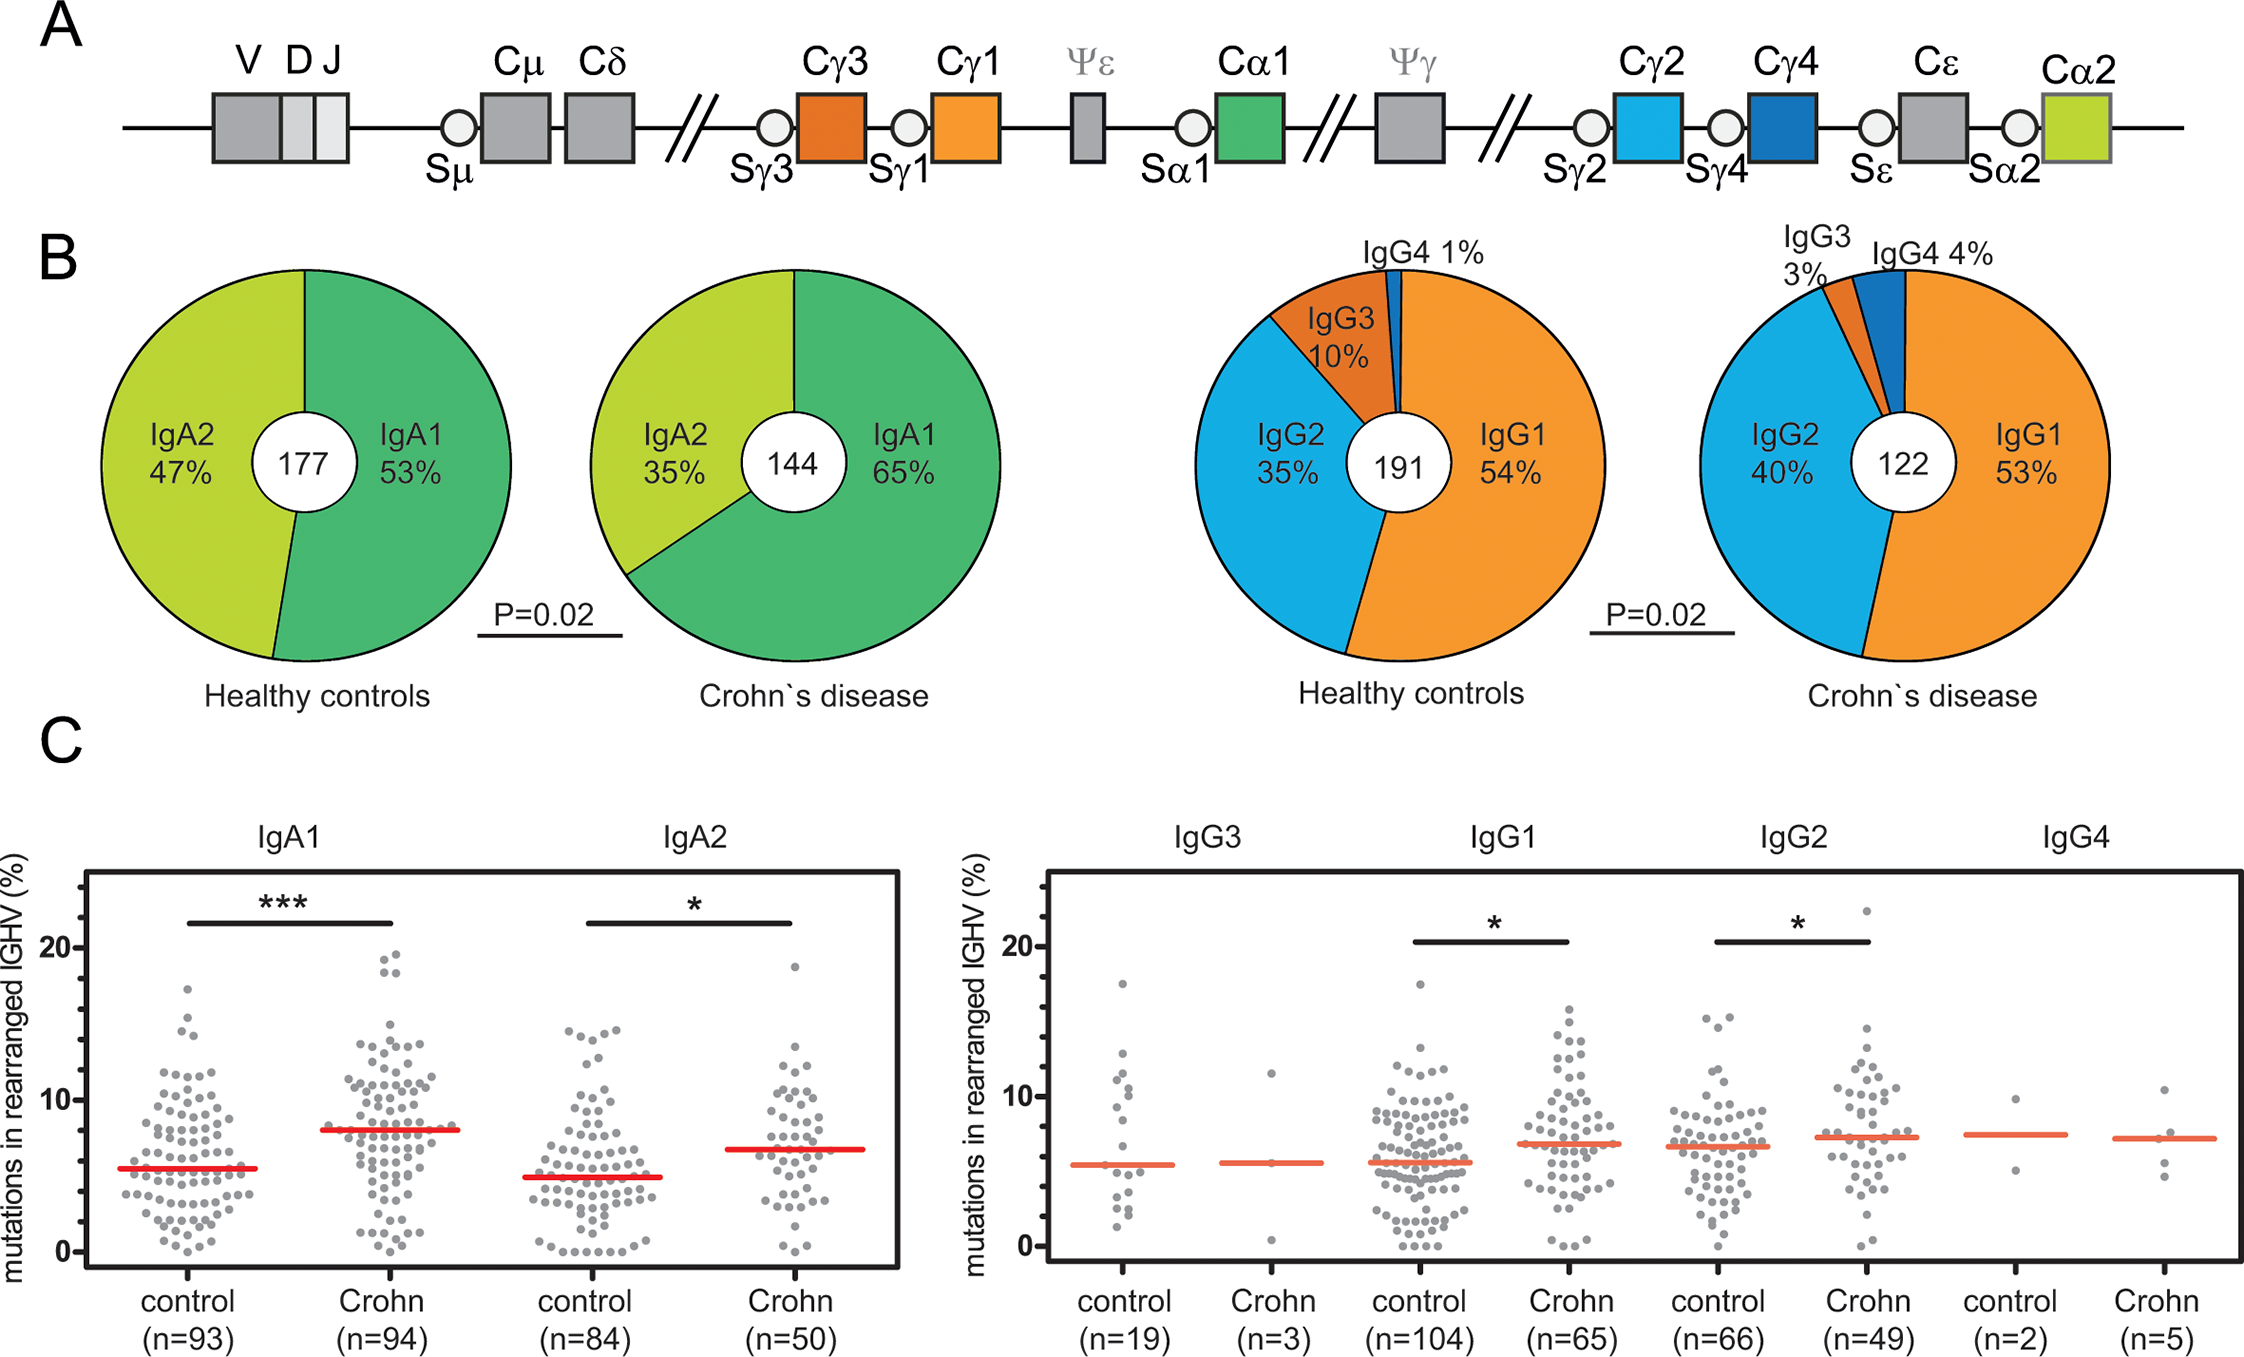 A
V D J Cμ Cδ Cγ3 Cγ1 Ψε Cα1 Ψγ Cγ2 Cγ4 Cε Cα2
Sμ Sγ3 Sγ1 Sα1 Sγ2 Sγ4 Sε Sα2
B
IgA2
47%
177
IgA1
53%
Healthy controls
P=0.02
IgA2
35%
144
IgA1
65%
Crohn`s disease
IgG4 1%
IgG3
10%
IgG2
35%
191
IgG1
54%
Healthy controls
P=0.02
IgG3
3%
IgG4 4%
IgG2
40%
122
IgG1
53%
Crohn`s disease
C
IgA1 IgA2
mutations in rearranged IGHV (%)
*** *
20
10
0
control Crohn control Crohn
(n=93) (n=94) (n=84) (n=50)
IgG3 IgG1 IgG2 IgG4
mutations in rearranged IGHV (%)
* *
20
10
0
control Crohn control Crohn control Crohn control Crohn
(n=19) (n=3) (n=104) (n=65) (n=66) (n=49) (n=2) (n=5)